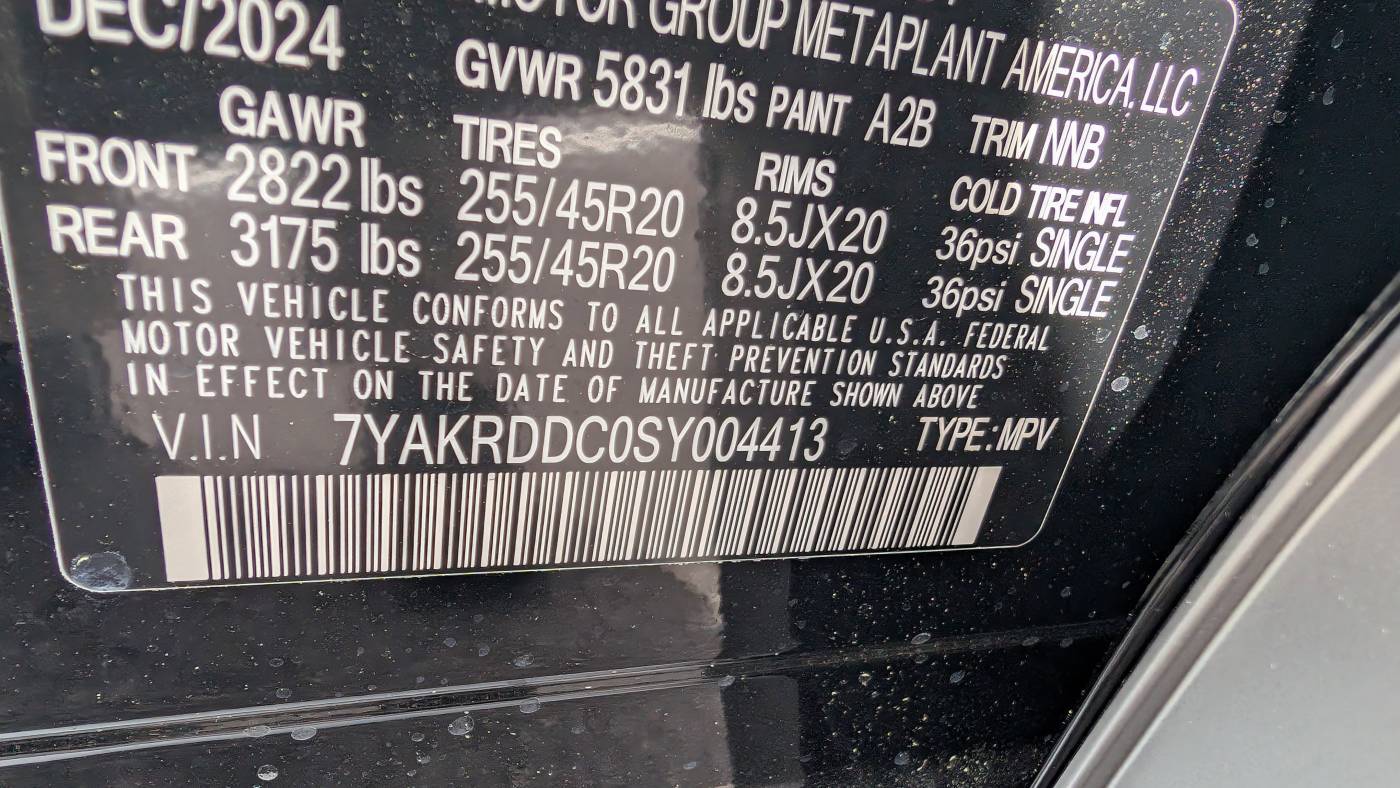 DEC/2024 MOTOR GROUP METAPLANT AMERICA, LLC
GVWR 5831 lbs PAINT A2B TRIM NNB
GAWR TIRES RIMS COLD TIRE INFL
FRONT 2822 lbs 255/45R20 8.5JX20 36psi SINGLE
REAR 3175 lbs 255/45R20 8.5JX20 36psi SINGLE
THIS VEHICLE CONFORMS TO ALL APPLICABLE U.S.A. FEDERAL
MOTOR VEHICLE SAFETY AND THEFT PREVENTION STANDARDS
IN EFFECT ON THE DATE OF MANUFACTURE SHOWN ABOVE
V.I.N 7YAKRDDC0SY004413 TYPE:MPV